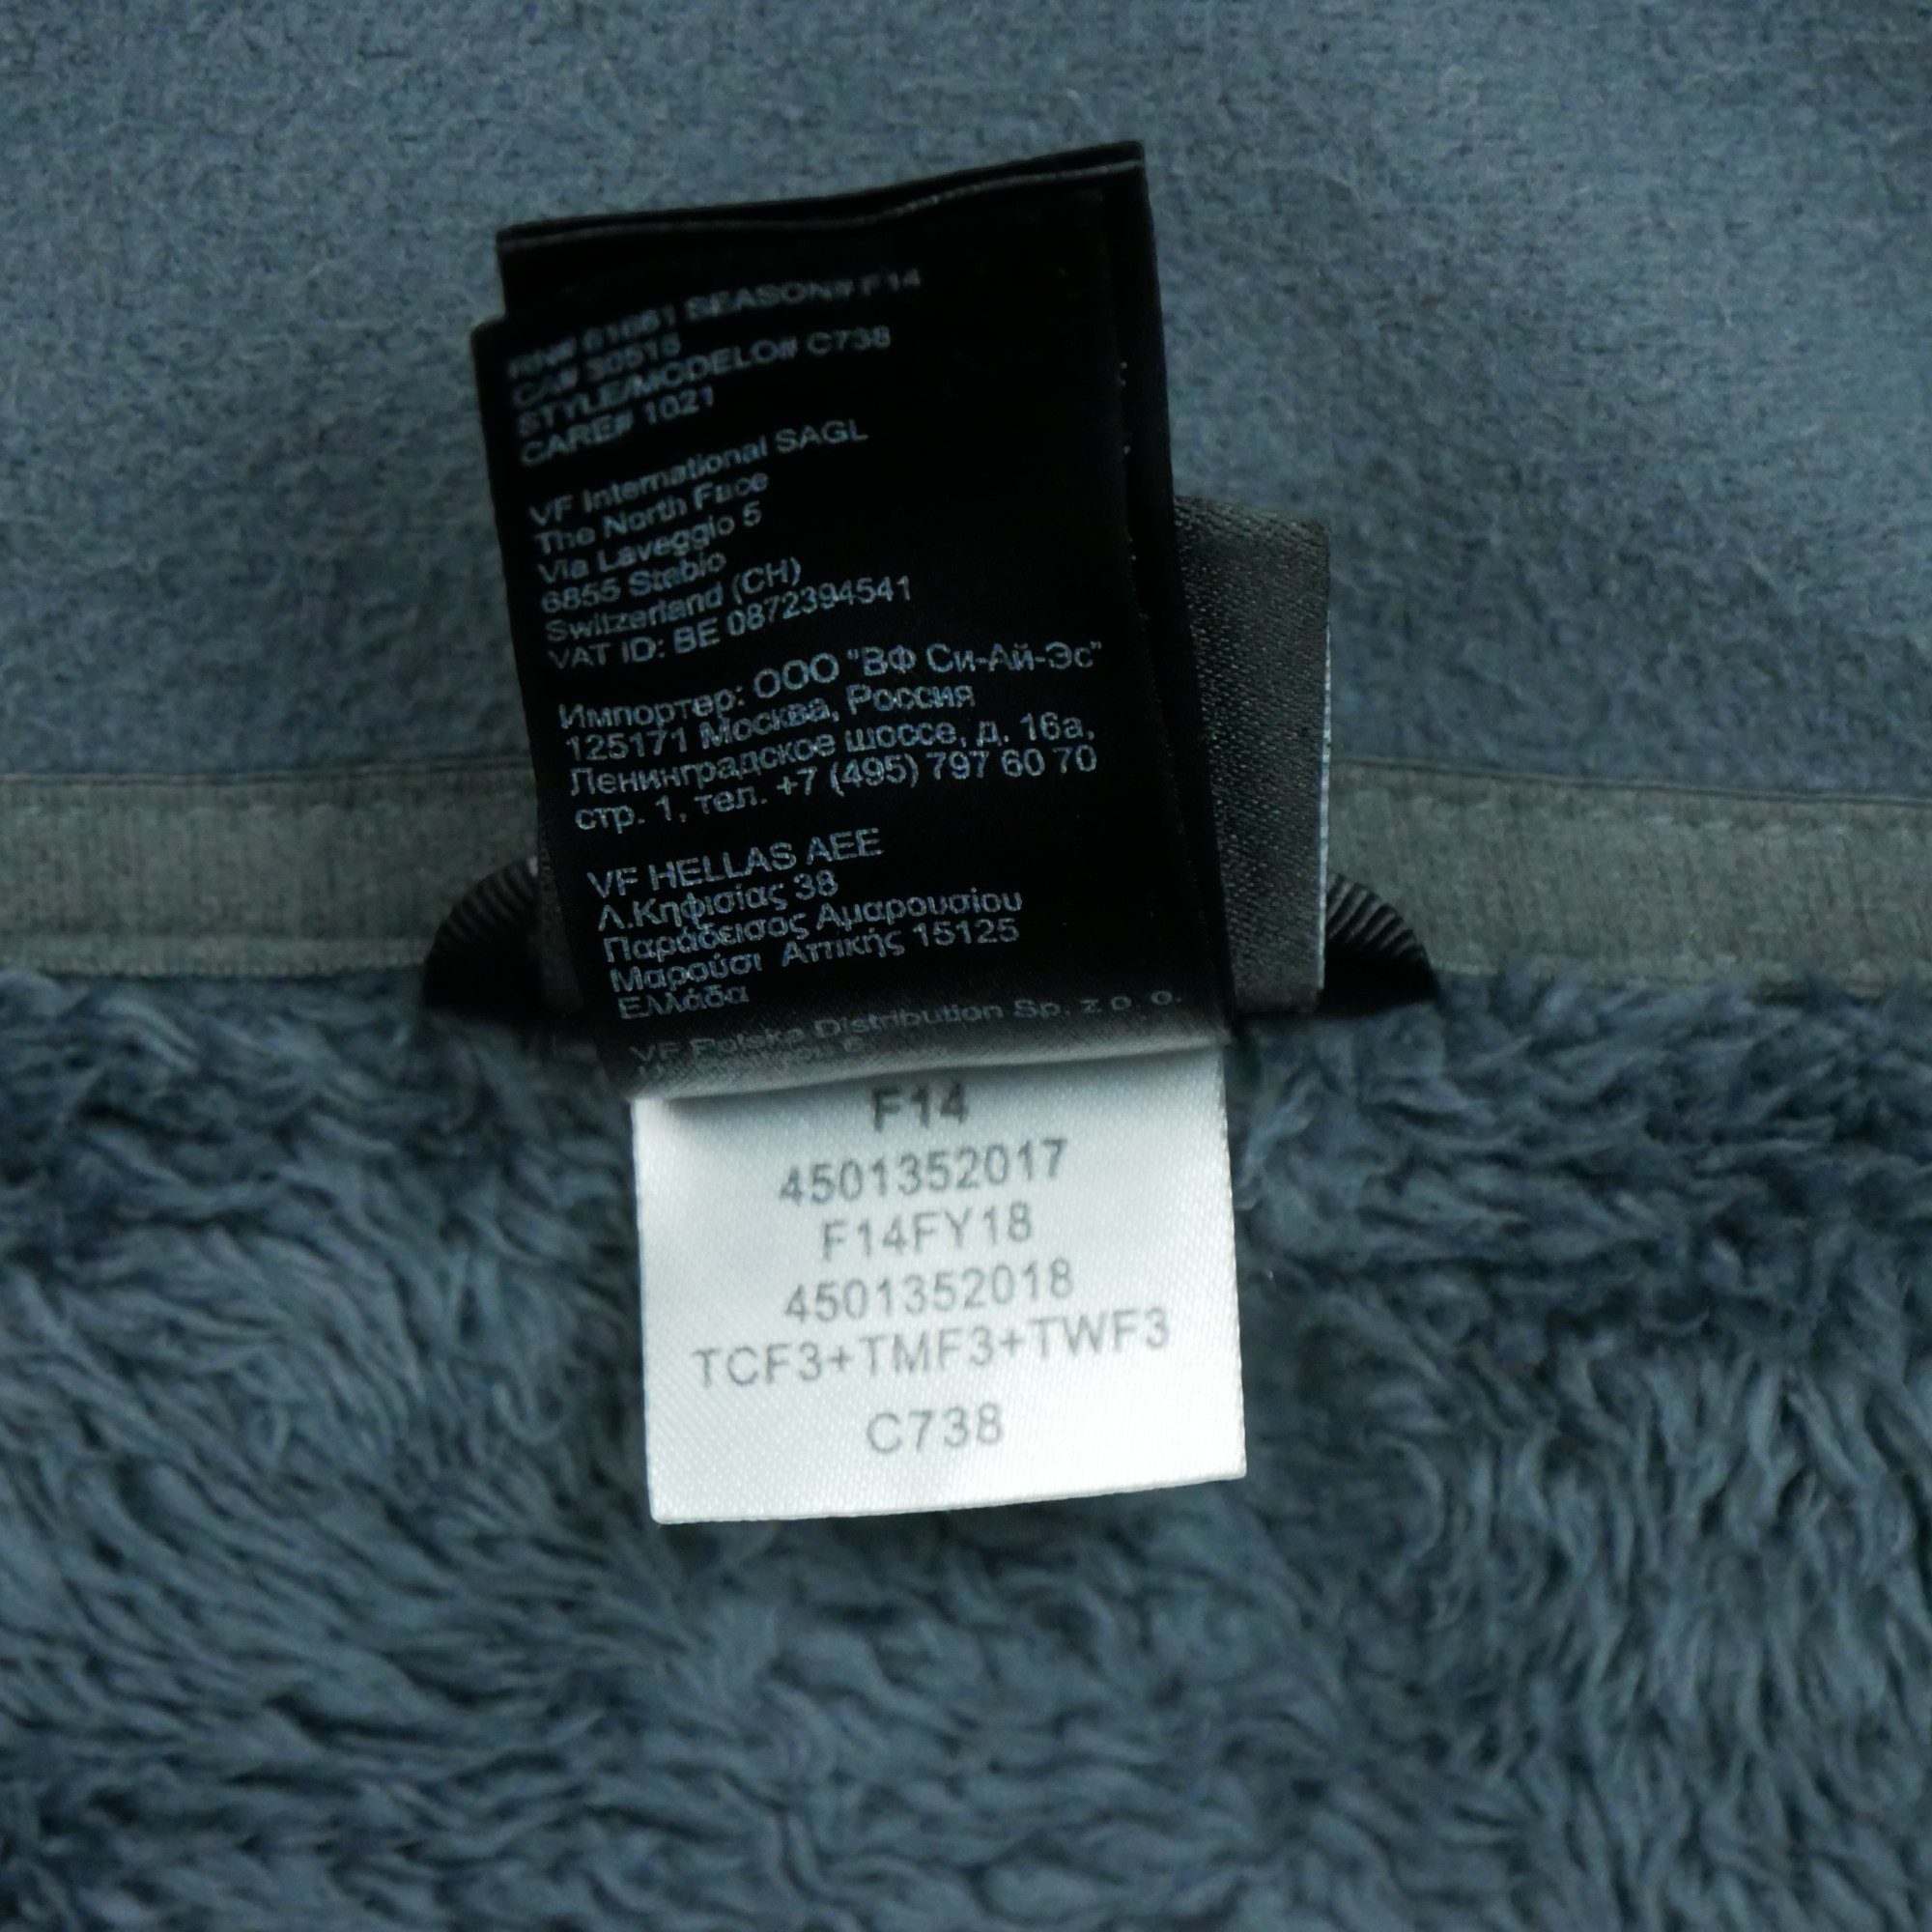 RN# 61661 SEASON# F14
CA# 30516
STYLE/MODELO# C738
CARE# 1021
VF International SAGL
The North Face
Via Laveggio 5
6855 Stabio
Switzerland (CH)
VAT ID: BE 0872394541
Импортер: ООО "ВФ Си-Ай-Эс"
125171 Москва, Россия
Ленинградское шоссе, д. 16а,
стр. 1, тел. +7 (495) 797 60 70
VF HELLAS AEE
Λ.Κηφισίας 38
Παράδεισος Αμαρουσίου
Μαρούσι Αττικής 15125
Ελλάδα
VF Polska Distribution Sp. z o. o.
F14
4501352017
F14FY18
4501352018
TCF3+TMF3+TWF3
C738